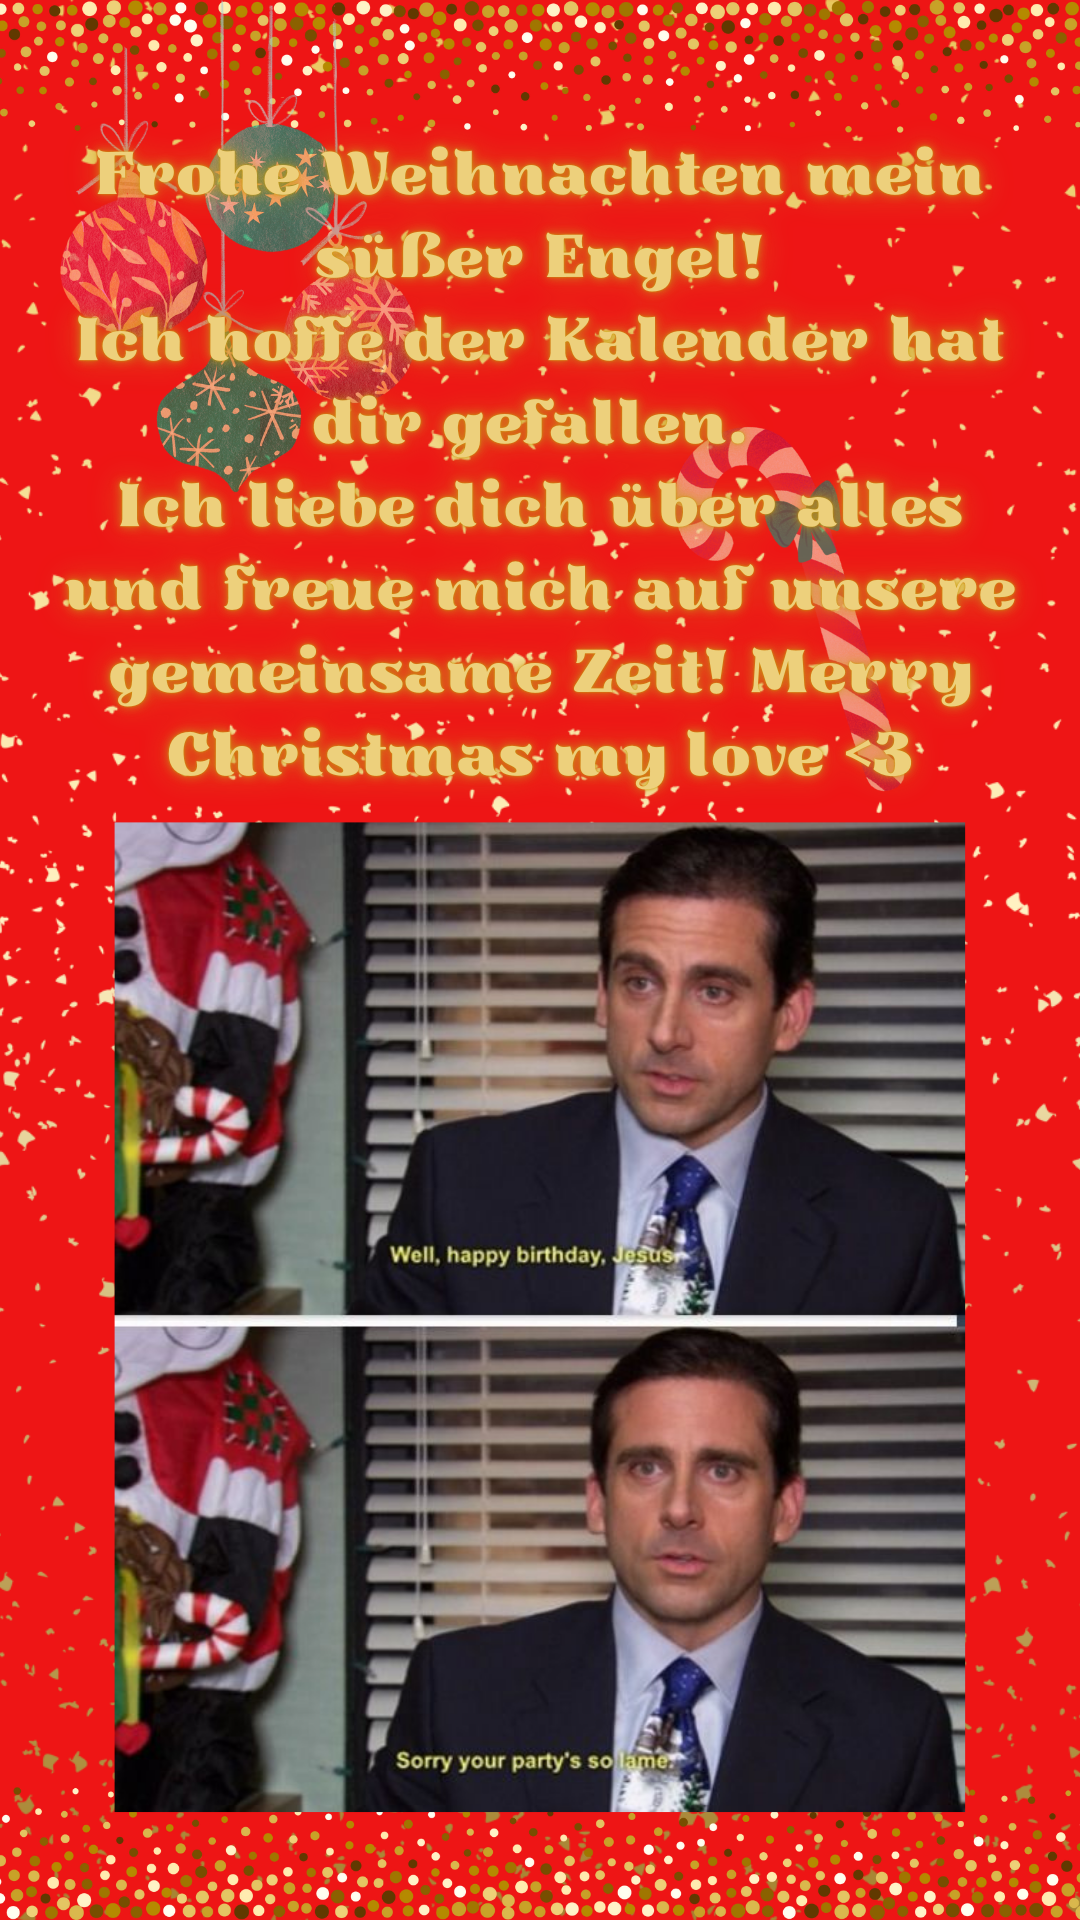 Frohe Weihnachten mein
süßer Engel!
Ich hoffe der Kalender hat
dir gefallen.
Ich liebe dich über alles
und freue mich auf unsere
gemeinsame Zeit! Merry
Christmas my love <3
Well, happy birthday, Jesus.
Sorry your party's so lame.